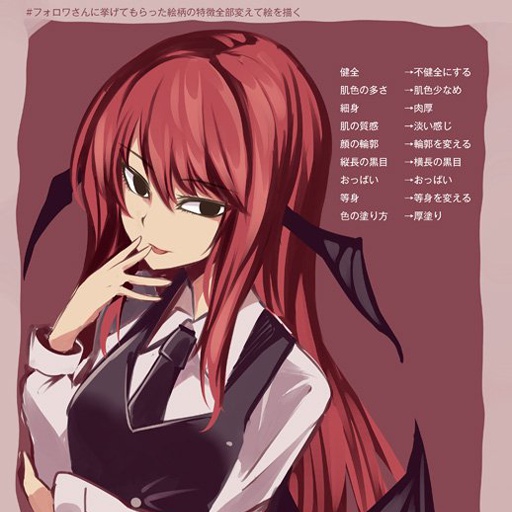 #フォロワさんに挙げてもらった絵柄の特徴全部変えて絵を描く
健全 →不健全にする
肌色の多さ →肌色少なめ
細身 →肉厚
肌の質感 →淡い感じ
顔の輪郭 →輪郭を変える
縦長の黒目 →横長の黒目
おっぱい →おっぱい
等身 →等身を変える
色の塗り方 →厚塗り